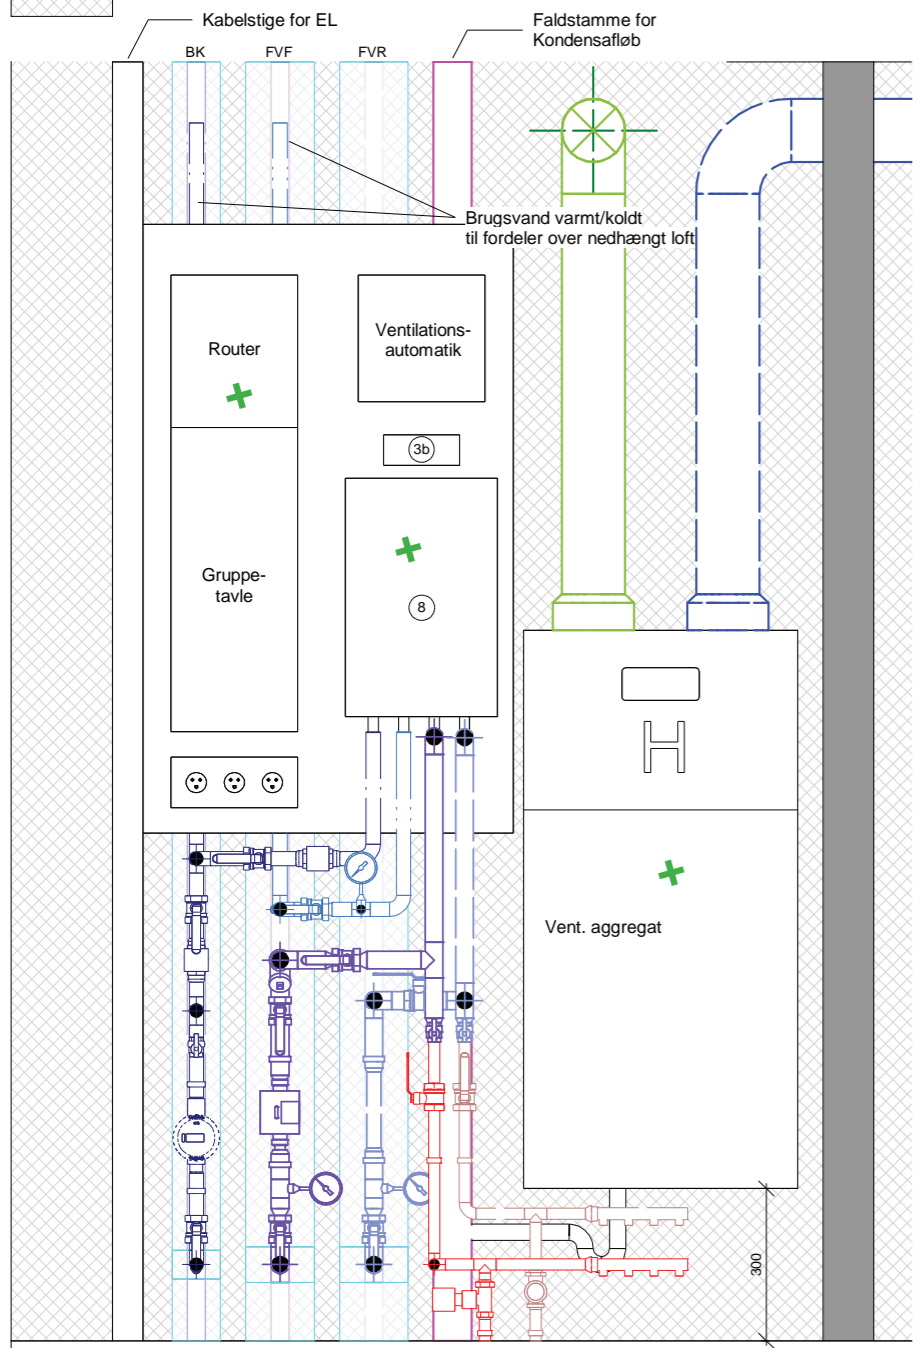 Kabelstige for EL
Faldstamme for
Kondensafløb
BK
FVF
FVR
Brugsvand varmt/koldt
til fordeler over nedhængt loft
Router
Ventilations-
automatik
3b
Gruppe-
tavle
8
Vent. aggregat
300